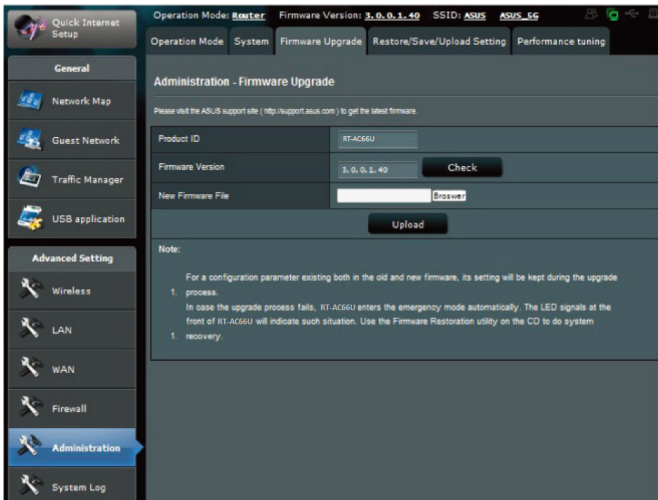 Quick Internet
Setup
Operation Mode: Router Firmware Version: 3.0.0.1.40 SSID: ASUS ASUS_5G
Operation Mode System Firmware Upgrade Restore/Save/Upload Setting Performance tuning
General
Network Map
Guest Network
Traffic Manager
USB application
Advanced Setting
Wireless
LAN
WAN
Firewall
Administration
System Log
Administration - Firmware Upgrade
Please visit the ASUS support site ( http://support.asus.com ) to get the latest firmware.
Product ID RT-AC66U
Firmware Version 3.0.0.1.40 Check
New Firmware File Broswer
Upload
Note:
For a configuration parameter existing both in the old and new firmware, its setting will be kept during the upgrade
1. process.
In case the upgrade process fails, RT-AC66U enters the emergency mode automatically. The LED signals at the
front of RT-AC66U will indicate such situation. Use the Firmware Restoration utility on the CD to do system
1. recovery.